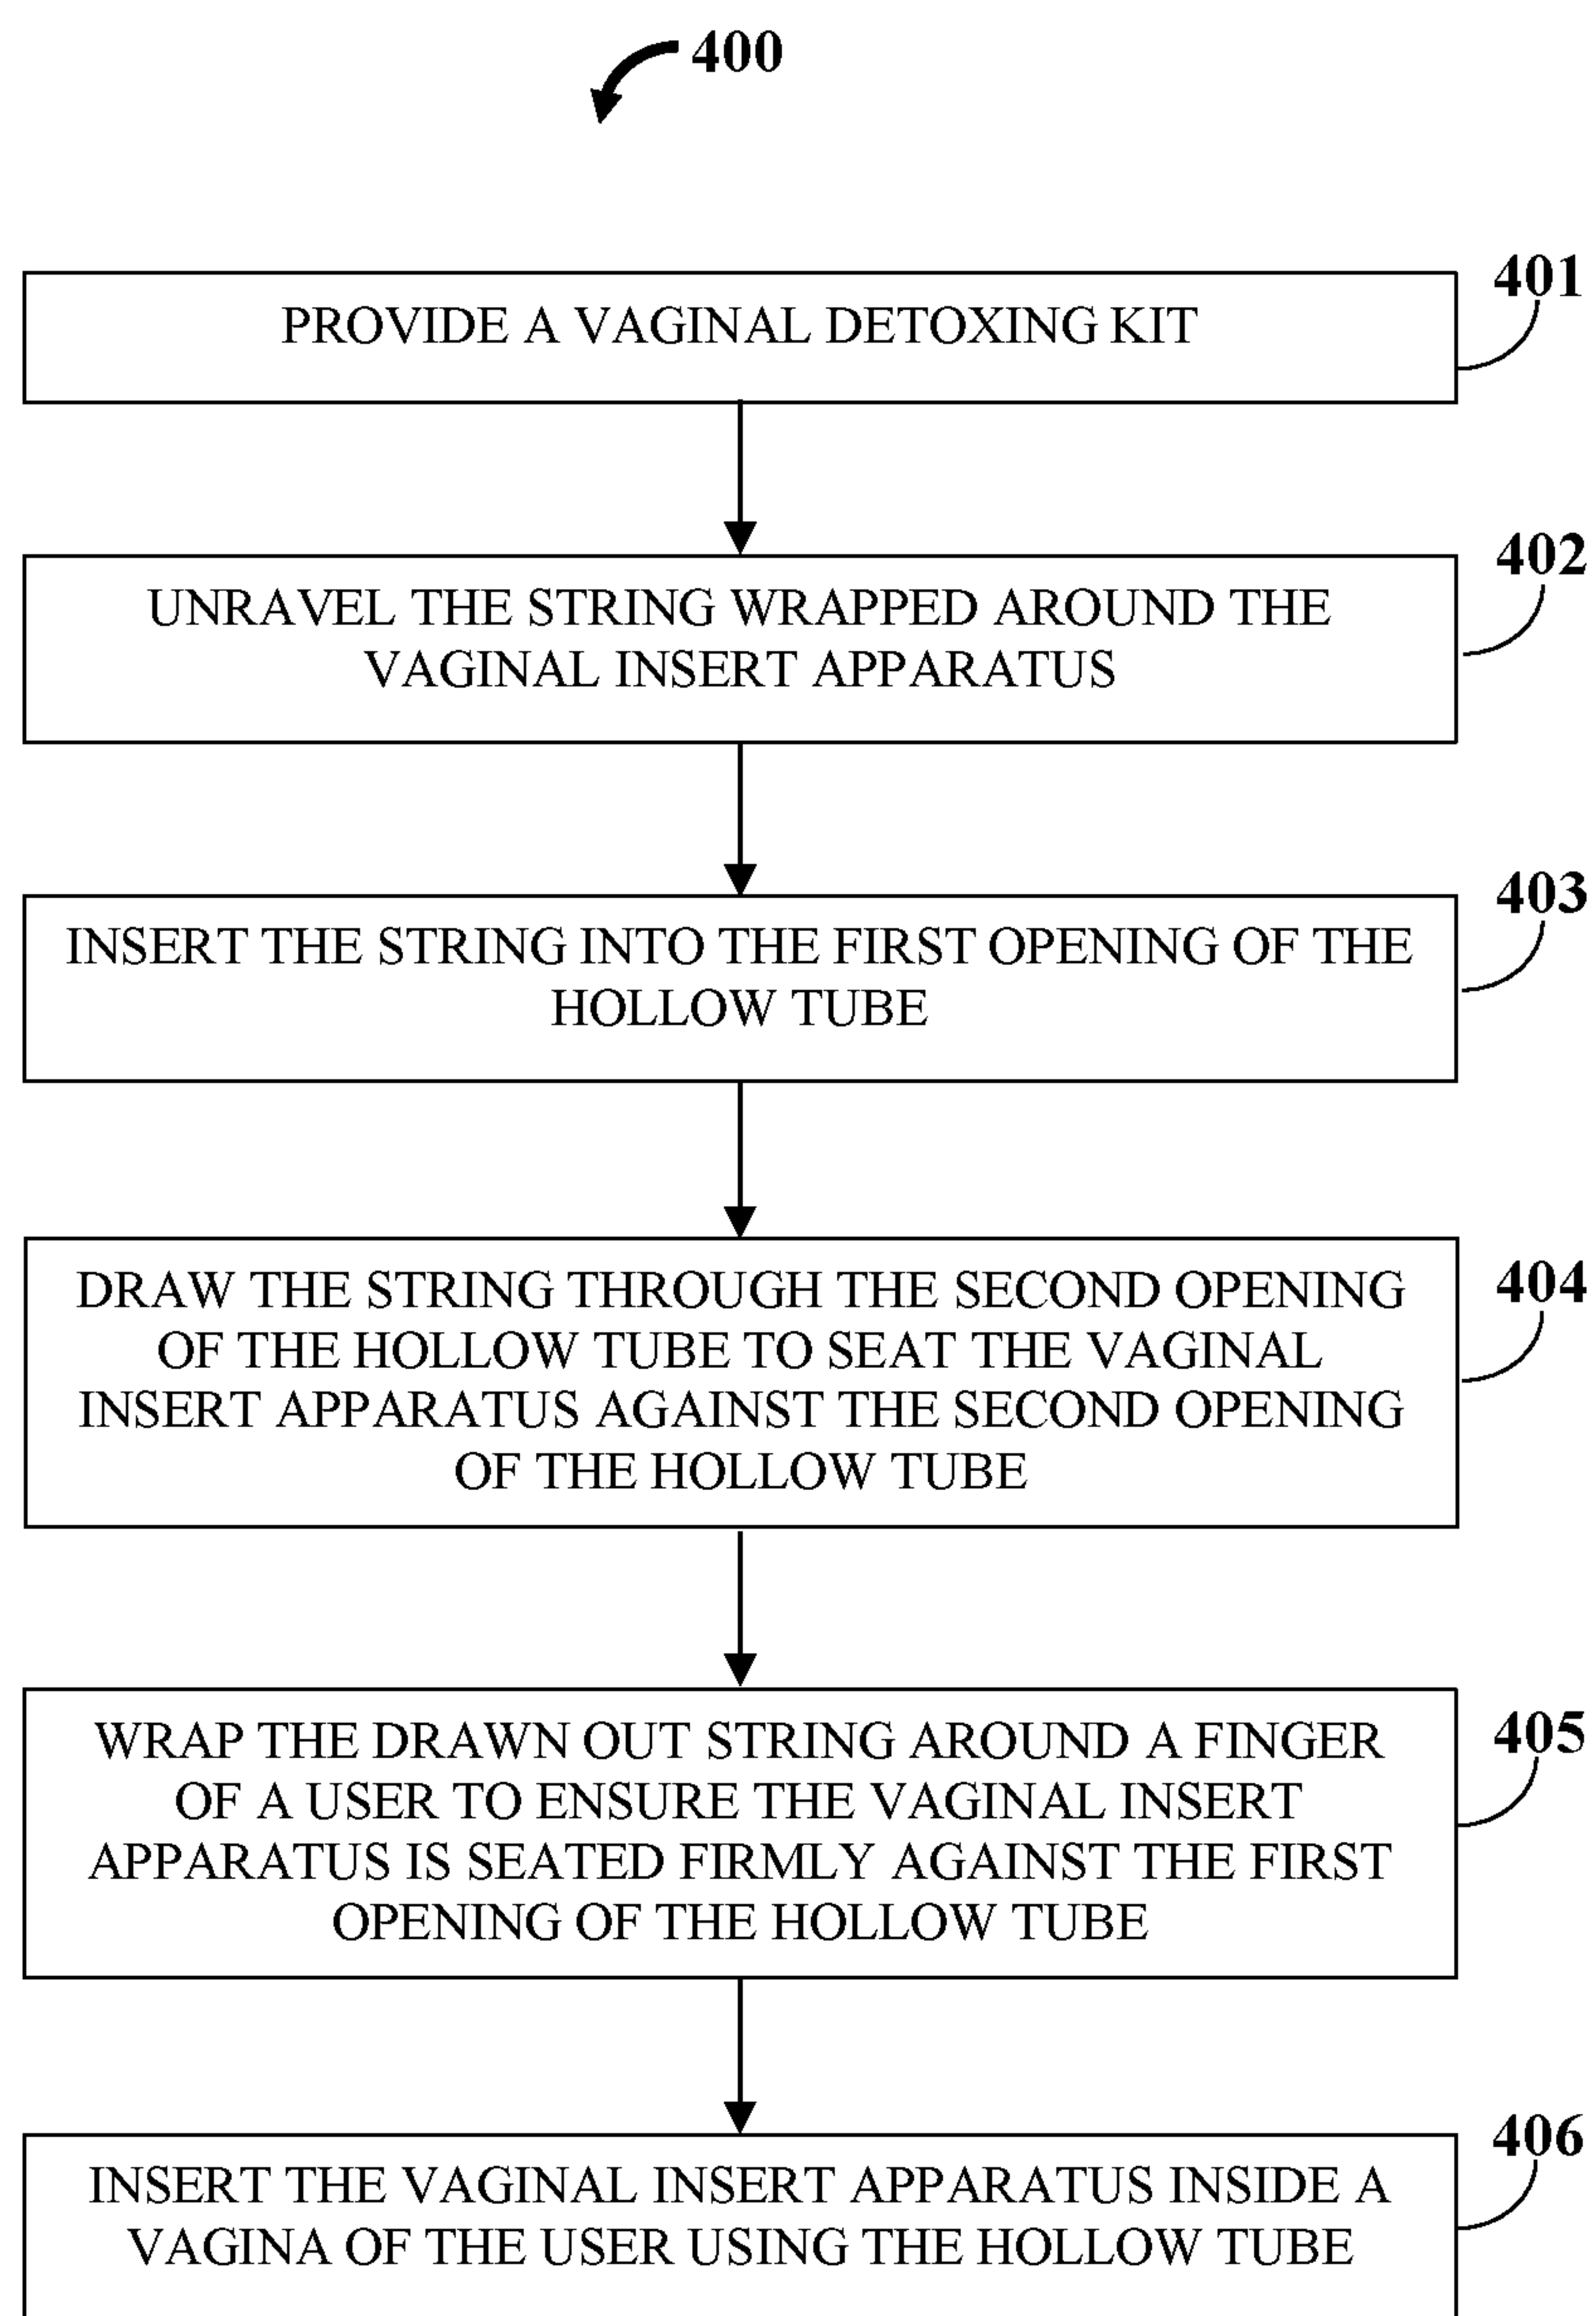 400
401
PROVIDE A VAGINAL DETOXING KIT
402
UNRAVEL THE STRING WRAPPED AROUND THE
VAGINAL INSERT APPARATUS
403
INSERT THE STRING INTO THE FIRST OPENING OF THE
HOLLOW TUBE
404
DRAW THE STRING THROUGH THE SECOND OPENING
OF THE HOLLOW TUBE TO SEAT THE VAGINAL
INSERT APPARATUS AGAINST THE SECOND OPENING
OF THE HOLLOW TUBE
405
WRAP THE DRAWN OUT STRING AROUND A FINGER
OF A USER TO ENSURE THE VAGINAL INSERT
APPARATUS IS SEATED FIRMLY AGAINST THE FIRST
OPENING OF THE HOLLOW TUBE
406
INSERT THE VAGINAL INSERT APPARATUS INSIDE A
VAGINA OF THE USER USING THE HOLLOW TUBE